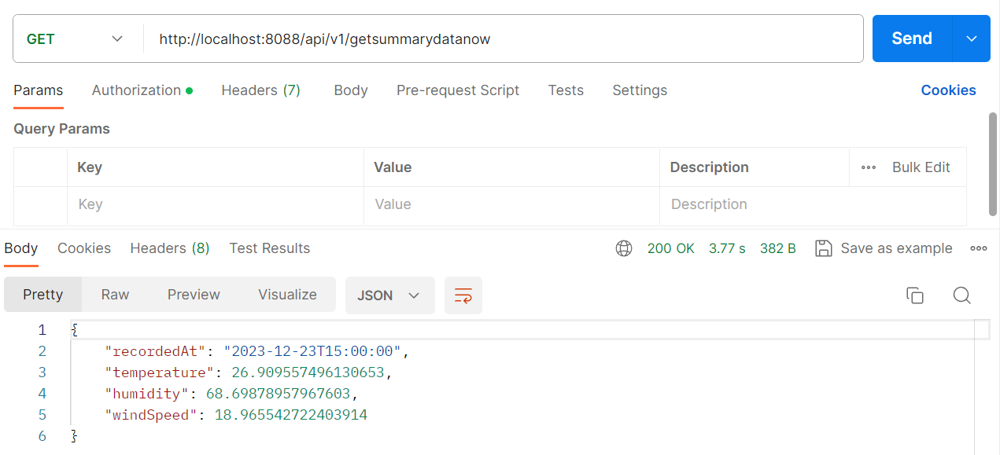 GET http://localhost:8088/api/v1/getsummarydatanow Send
Params Authorization Headers (7) Body Pre-request Script Tests Settings Cookies
Query Params
Key Value Description Bulk Edit
Key Value Description
Body Cookies Headers (8) Test Results 200 OK 3.77 s 382 B Save as example
Pretty Raw Preview Visualize JSON
1 {
2 "recordedAt": "2023-12-23T15:00:00",
3 "temperature": 26.909557496130653,
4 "humidity": 68.69878957967603,
5 "windSpeed": 18.965542722403914
6 }